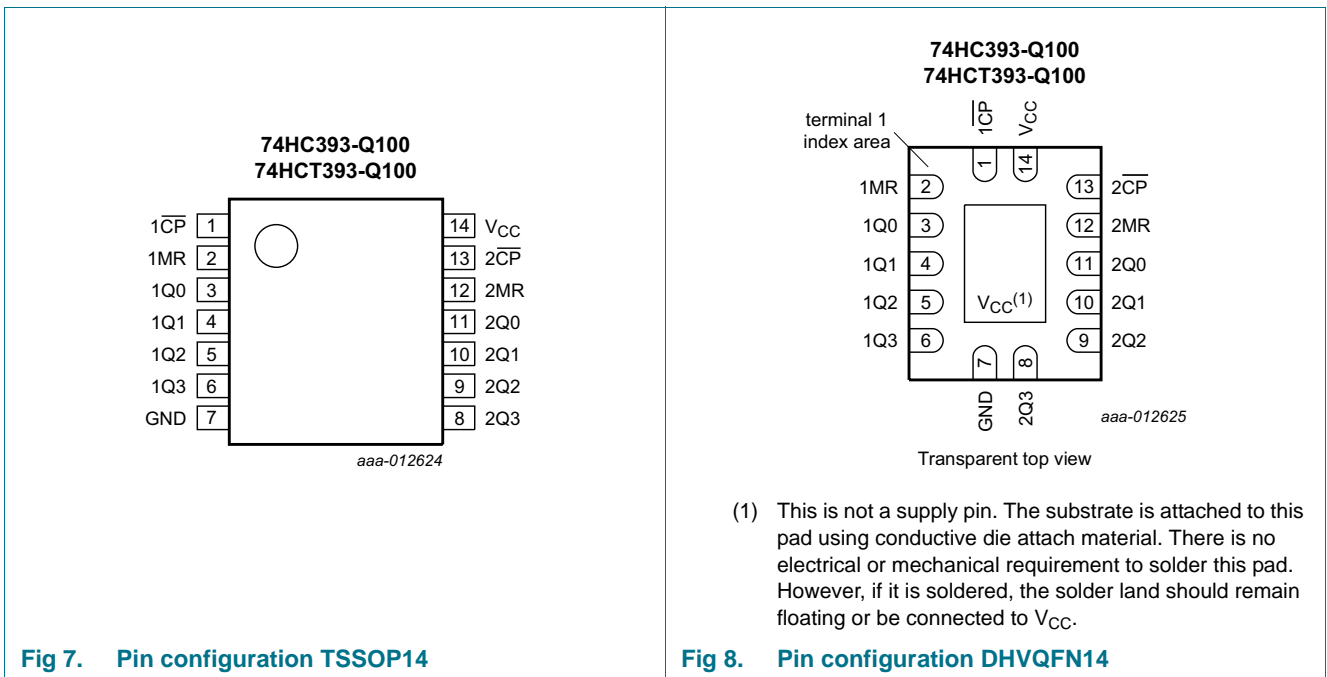 74HC393-Q100
74HCT393-Q100
1CP 1
1MR 2
1Q0 3
1Q1 4
1Q2 5
1Q3 6
GND 7
14 VCC
13 2CP
12 2MR
11 2Q0
10 2Q1
9 2Q2
8 2Q3
aaa-012624
Fig 7. Pin configuration TSSOP14
74HC393-Q100
74HCT393-Q100
terminal 1
index area
1CP
VCC
1
14
1MR 2
1Q0 3
1Q1 4
1Q2 5
1Q3 6
13 2CP
12 2MR
11 2Q0
10 2Q1
9 2Q2
VCC(1)
7
8
GND
2Q3
aaa-012625
Transparent top view
(1) This is not a supply pin. The substrate is attached to this
pad using conductive die attach material. There is no
electrical or mechanical requirement to solder this pad.
However, if it is soldered, the solder land should remain
floating or be connected to VCC.
Fig 8. Pin configuration DHVQFN14